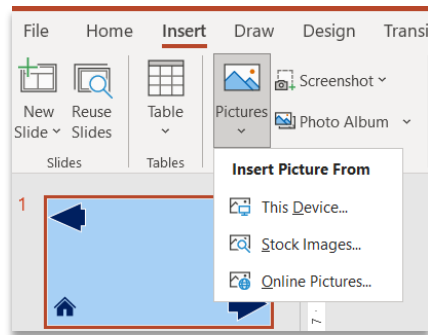 File Home Insert Draw Design Transi
New Slide
Reuse Slides
Table
Pictures
Screenshot
Photo Album
Slides
Tables
Insert Picture From
This Device...
Stock Images...
Online Pictures...
1
7